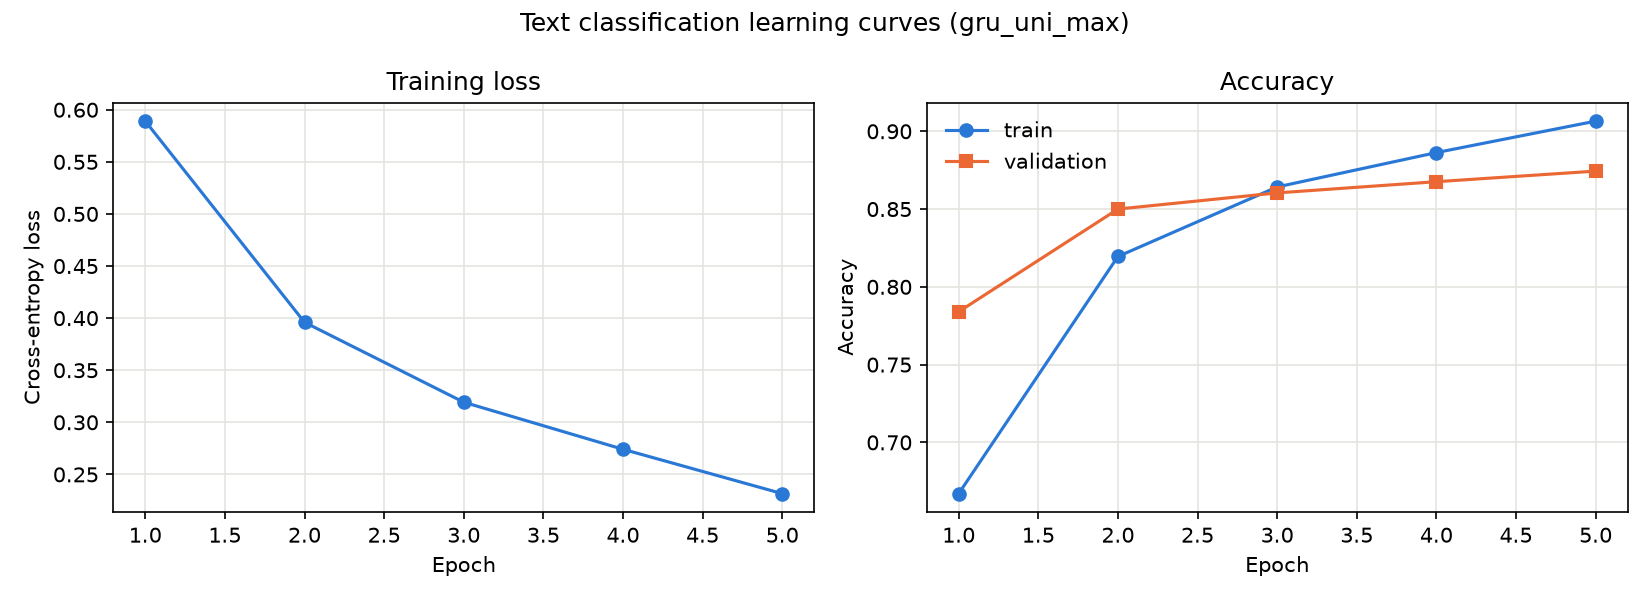 Text classification learning curves (gru_uni_max)
Training loss
Cross-entropy loss
0.60
0.55
0.50
0.45
0.40
0.35
0.30
0.25
1.0 1.5 2.0 2.5 3.0 3.5 4.0 4.5 5.0
Epoch
Accuracy
train
validation
Accuracy
0.90
0.85
0.80
0.75
0.70
1.0 1.5 2.0 2.5 3.0 3.5 4.0 4.5 5.0
Epoch